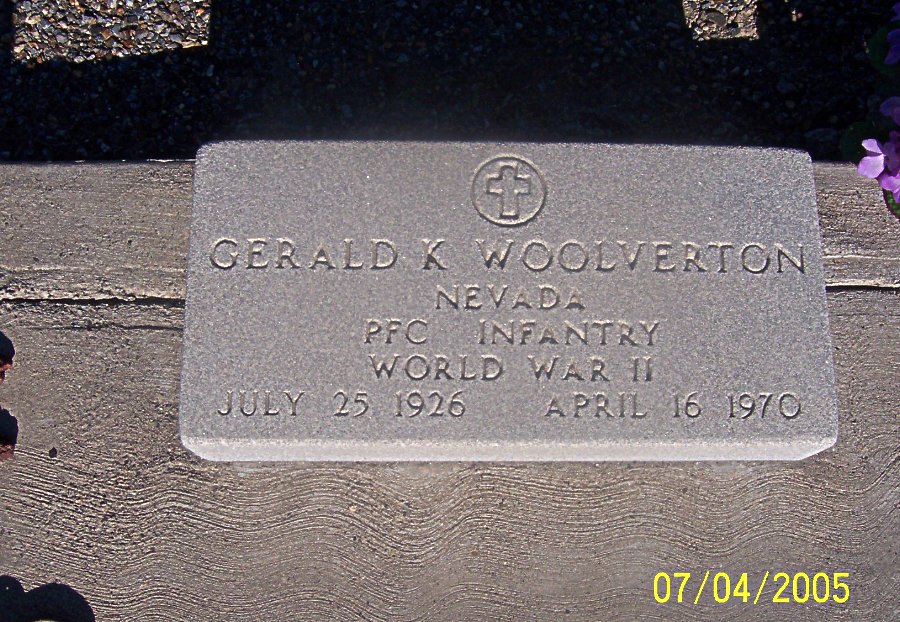 GERALD K WOOLVERTON
NEVADA
PFC INFANTRY
WORLD WAR II
JULY 25 1926 APRIL 16 1970
07/04/2005